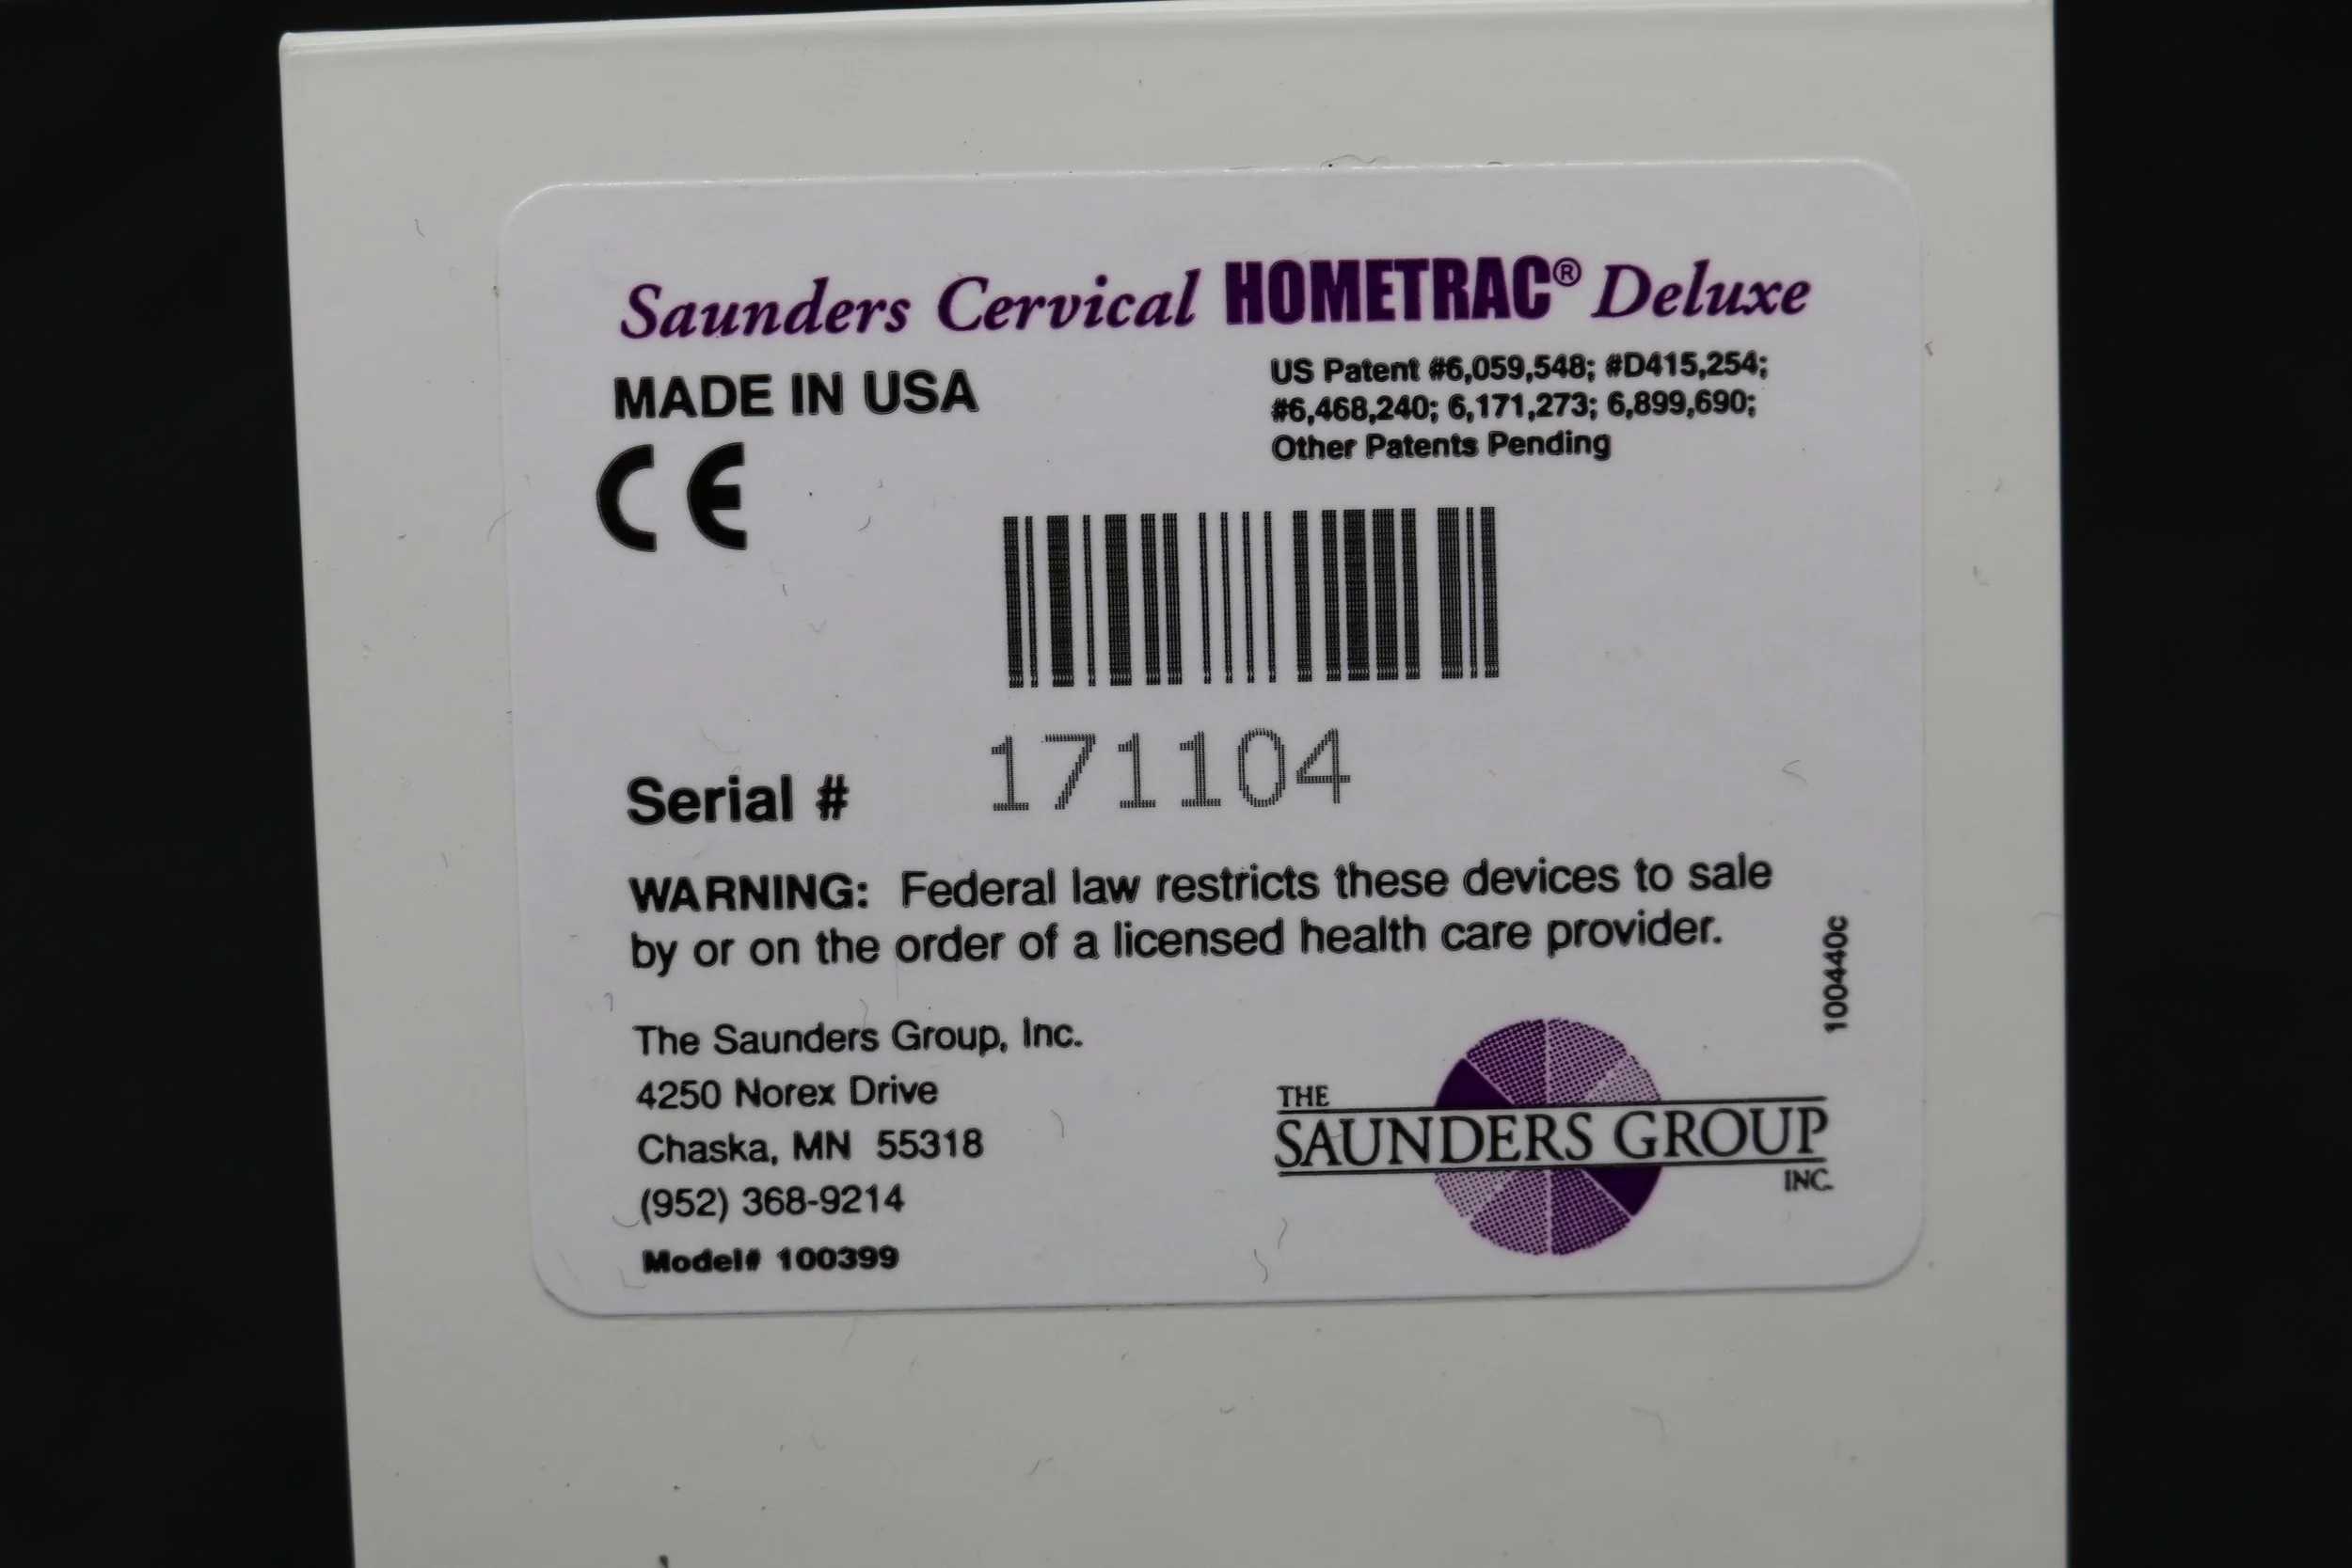 Saunders Cervical HOMETRAC® Deluxe
MADE IN USA
US Patent #6,059,548; #D415,254;
#6,468,240; 6,171,273; 6,899,690;
Other Patents Pending
CE
Serial # 171104
WARNING: Federal law restricts these devices to sale
by or on the order of a licensed health care provider.
100440c
The Saunders Group, Inc.
4250 Norex Drive
Chaska, MN 55318
(952) 368-9214
Model# 100399
THE
SAUNDERS GROUP
INC.